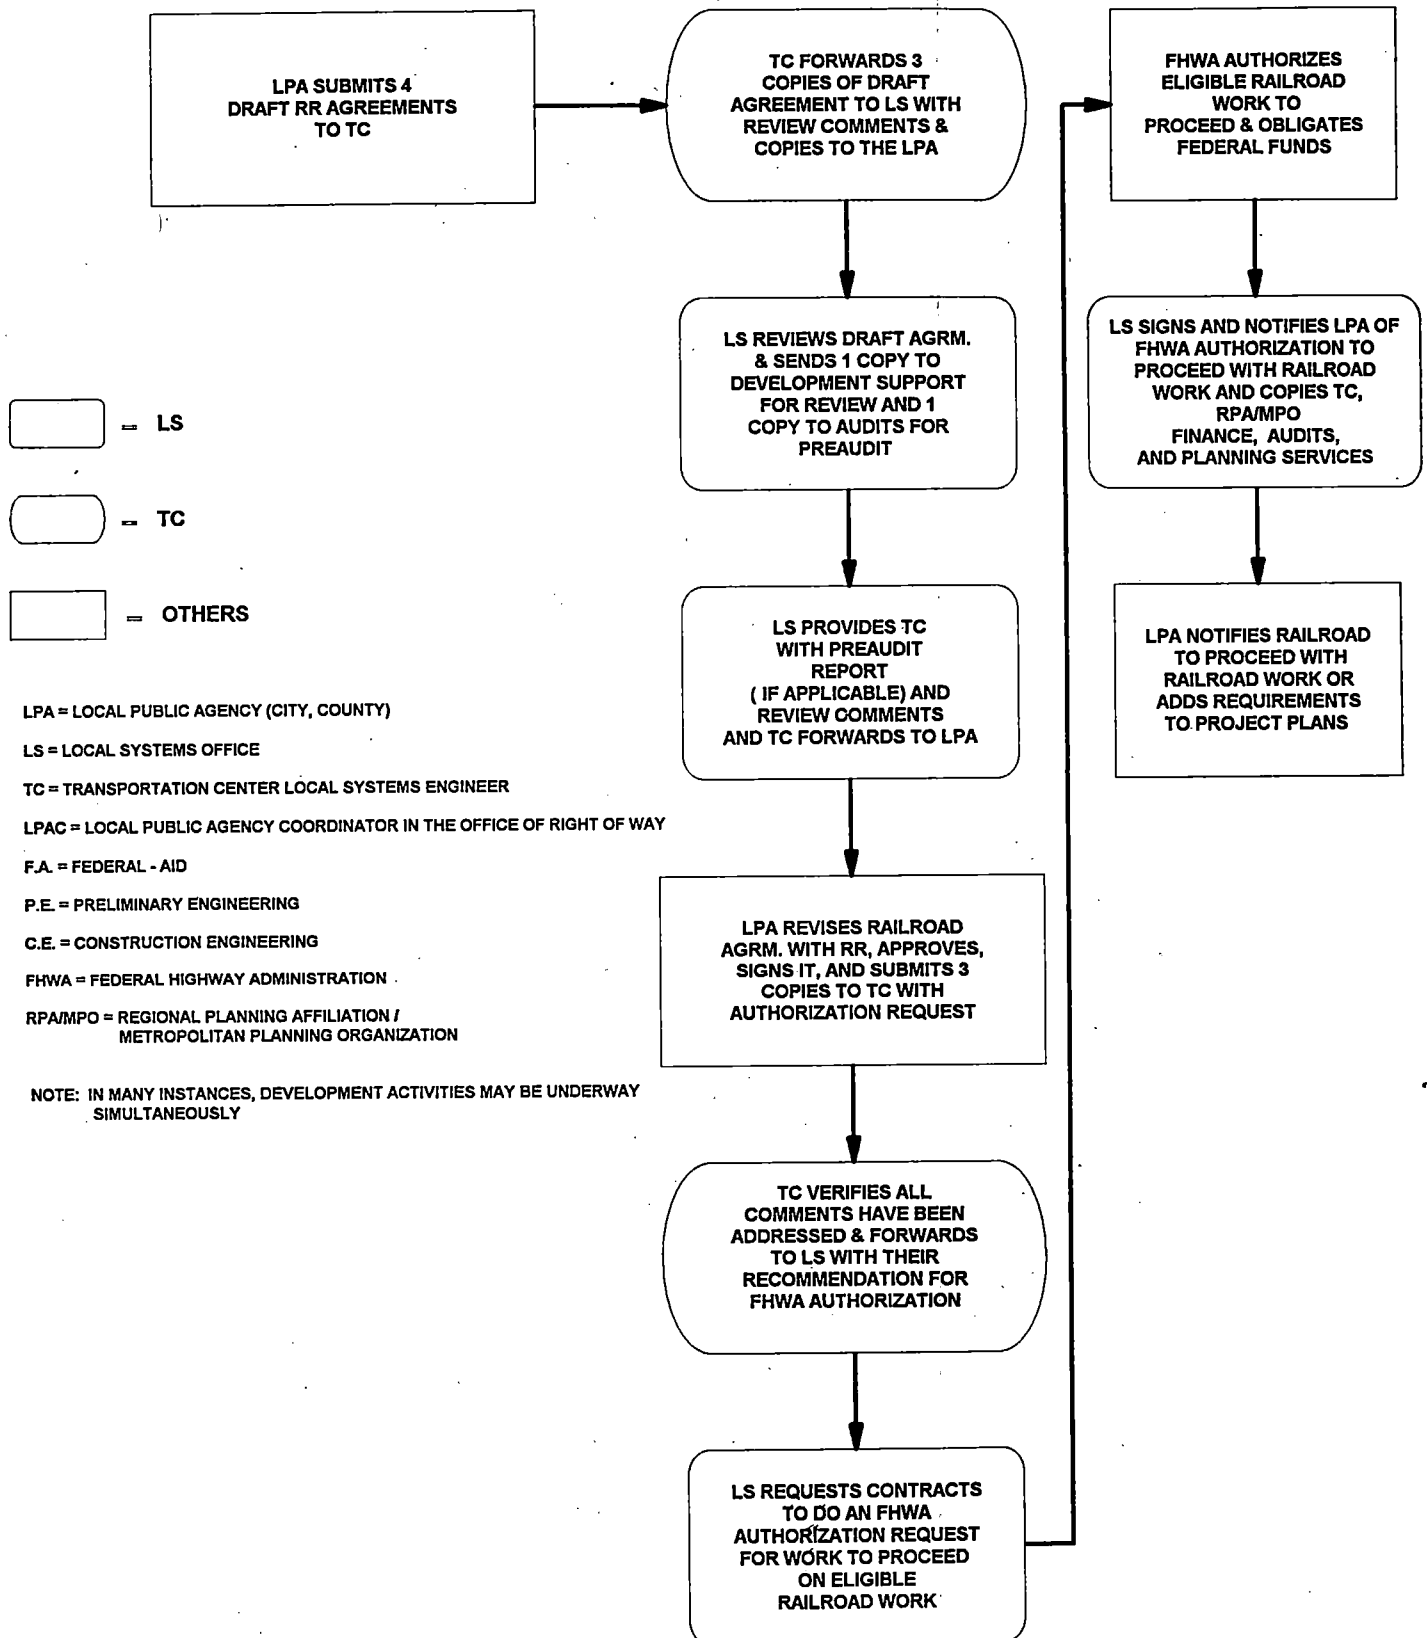 LPA SUBMITS 4
DRAFT RR AGREEMENTS
TO TC
TC FORWARDS 3
COPIES OF DRAFT
AGREEMENT TO LS WITH
REVIEW COMMENTS &
COPIES TO THE LPA
LS REVIEWS DRAFT AGRM.
& SENDS 1 COPY TO
DEVELOPMENT SUPPORT
FOR REVIEW AND 1
COPY TO AUDITS FOR
PREAUDIT
LS PROVIDES TC
WITH PREAUDIT
REPORT
( IF APPLICABLE) AND
REVIEW COMMENTS
AND TC FORWARDS TO LPA
LPA REVISES RAILROAD
AGRM. WITH RR, APPROVES,
SIGNS IT, AND SUBMITS 3
COPIES TO TC WITH
AUTHORIZATION REQUEST
TC VERIFIES ALL
COMMENTS HAVE BEEN
ADDRESSED & FORWARDS
TO LS WITH THEIR
RECOMMENDATION FOR
FHWA AUTHORIZATION
LS REQUESTS CONTRACTS
TO DO AN FHWA
AUTHORIZATION REQUEST
FOR WORK TO PROCEED
ON ELIGIBLE
RAILROAD WORK
FHWA AUTHORIZES
ELIGIBLE RAILROAD
WORK TO
PROCEED & OBLIGATES
FEDERAL FUNDS
LS SIGNS AND NOTIFIES LPA OF
FHWA AUTHORIZATION TO
PROCEED WITH RAILROAD
WORK AND COPIES TC,
RPA/MPO
FINANCE, AUDITS,
AND PLANNING SERVICES
LPA NOTIFIES RAILROAD
TO PROCEED WITH
RAILROAD WORK OR
ADDS REQUIREMENTS
TO PROJECT PLANS
= LS
= TC
= OTHERS
LPA = LOCAL PUBLIC AGENCY (CITY, COUNTY)
LS = LOCAL SYSTEMS OFFICE
TC = TRANSPORTATION CENTER LOCAL SYSTEMS ENGINEER
LPAC = LOCAL PUBLIC AGENCY COORDINATOR IN THE OFFICE OF RIGHT OF WAY
F.A. = FEDERAL - AID
P.E. = PRELIMINARY ENGINEERING
C.E. = CONSTRUCTION ENGINEERING
FHWA = FEDERAL HIGHWAY ADMINISTRATION
RPA/MPO = REGIONAL PLANNING AFFILIATION /
METROPOLITAN PLANNING ORGANIZATION
NOTE: IN MANY INSTANCES, DEVELOPMENT ACTIVITIES MAY BE UNDERWAY
SIMULTANEOUSLY